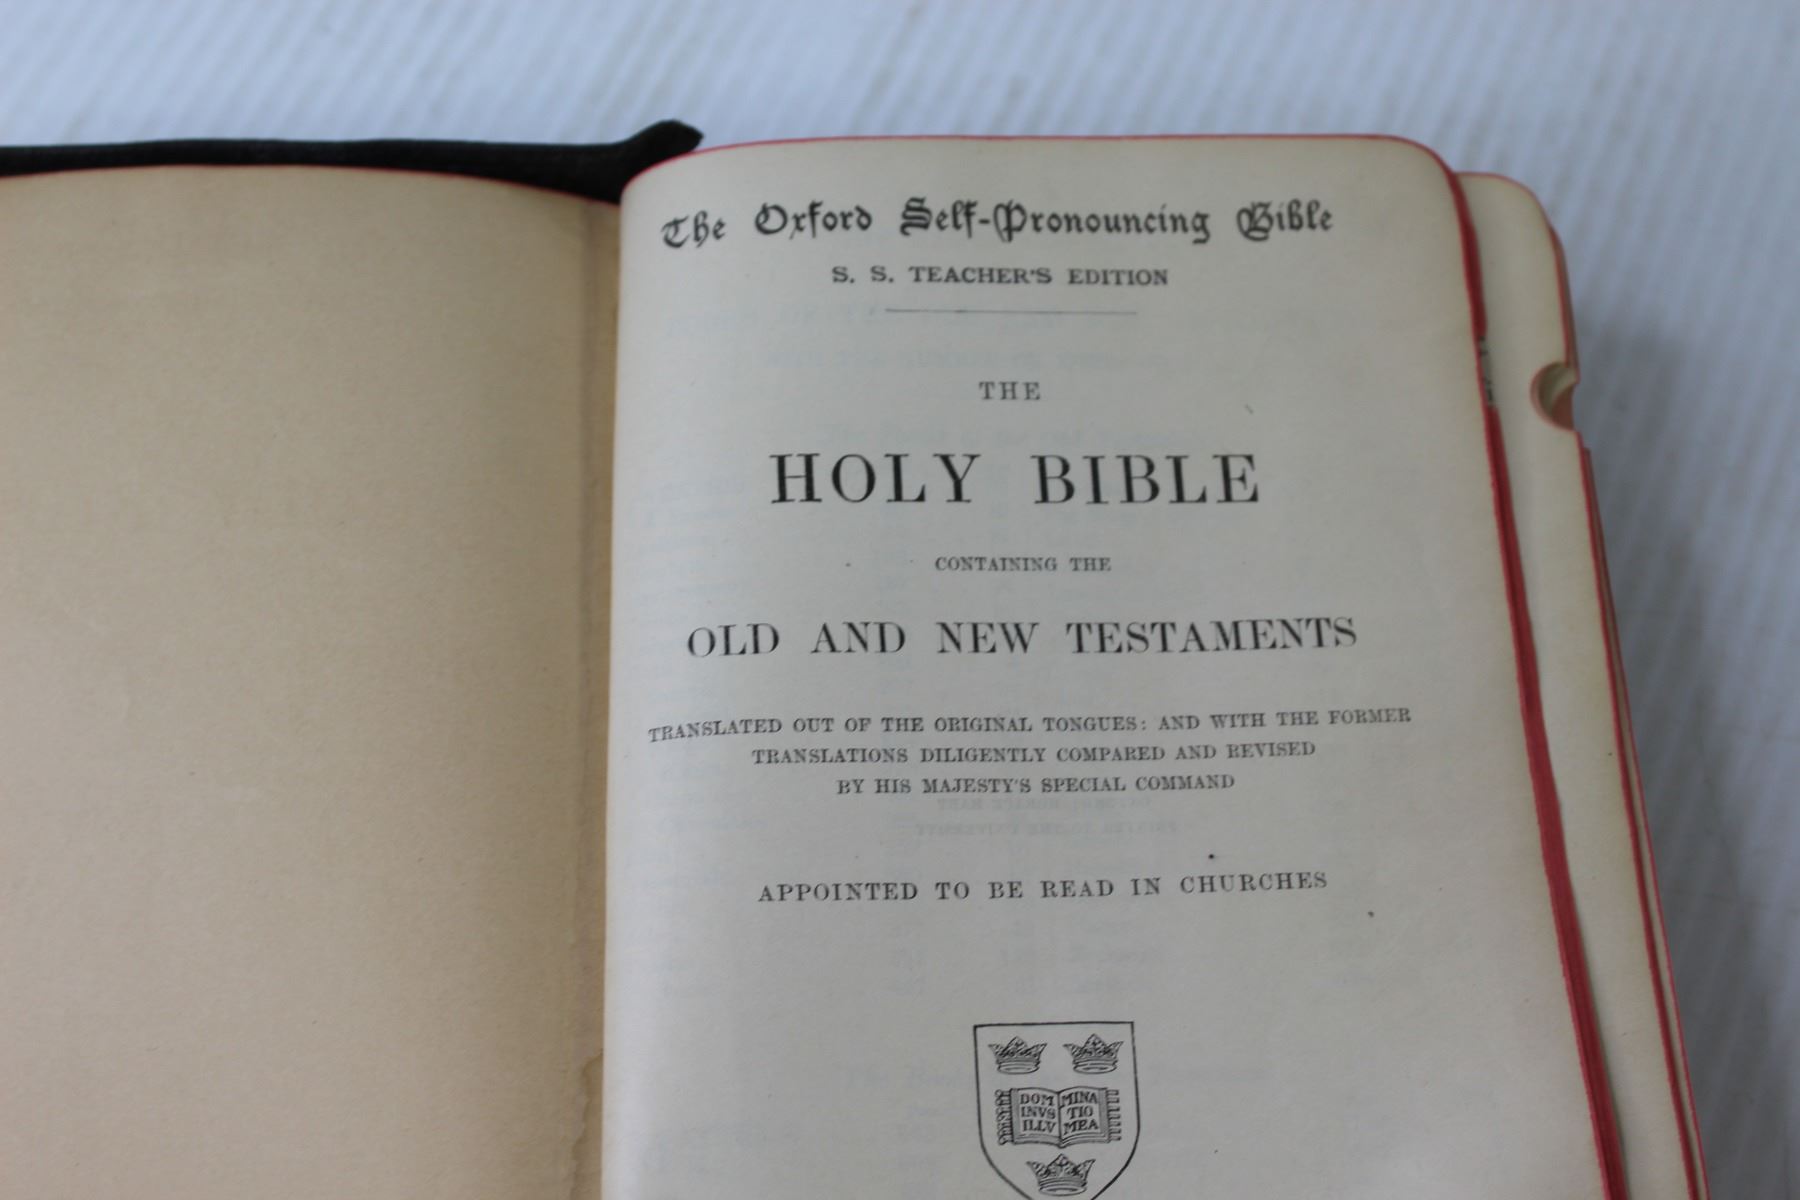 The Oxford Self-Pronouncing Bible
S. S. TEACHER'S EDITION
THE
HOLY BIBLE
CONTAINING THE
OLD AND NEW TESTAMENTS
TRANSLATED OUT OF THE ORIGINAL TONGUES: AND WITH THE FORMER
TRANSLATIONS DILIGENTLY COMPARED AND REVISED
BY HIS MAJESTY'S SPECIAL COMMAND
APPOINTED TO BE READ IN CHURCHES
DOM MINA
INVS TIO
ILLV MEA